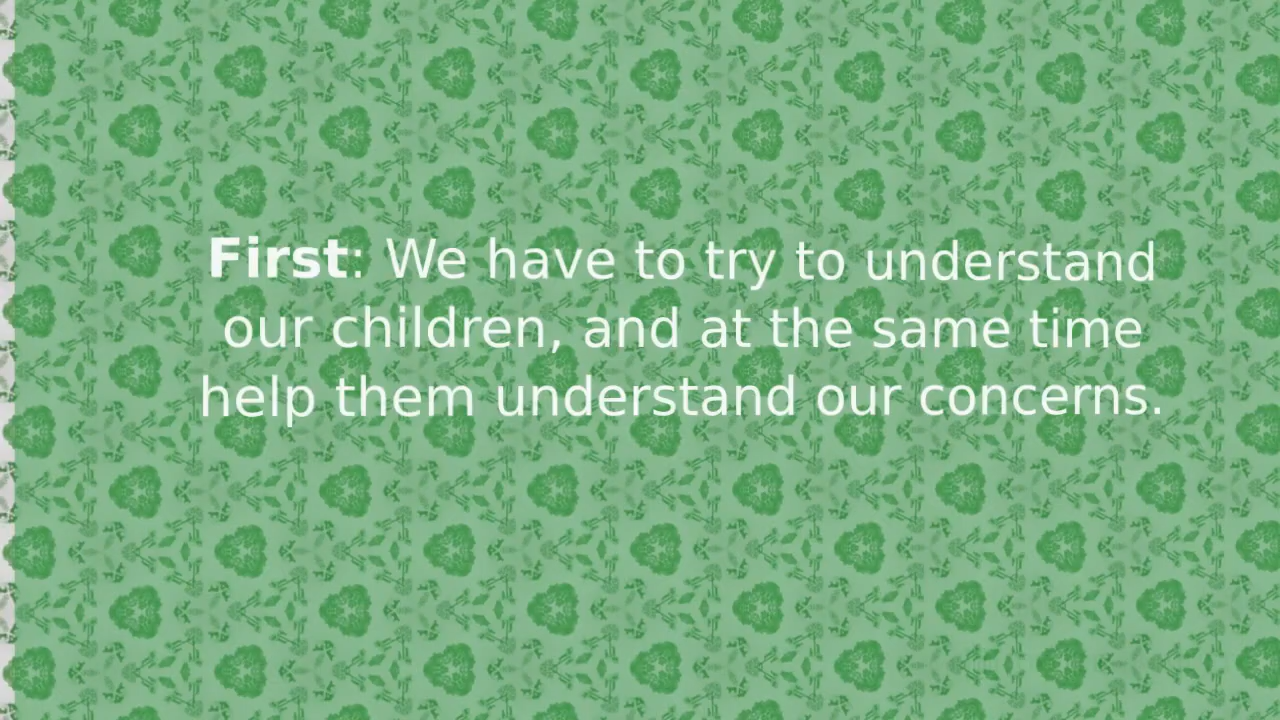 First: We have to try to understand
our children, and at the same time
help them understand our concerns.